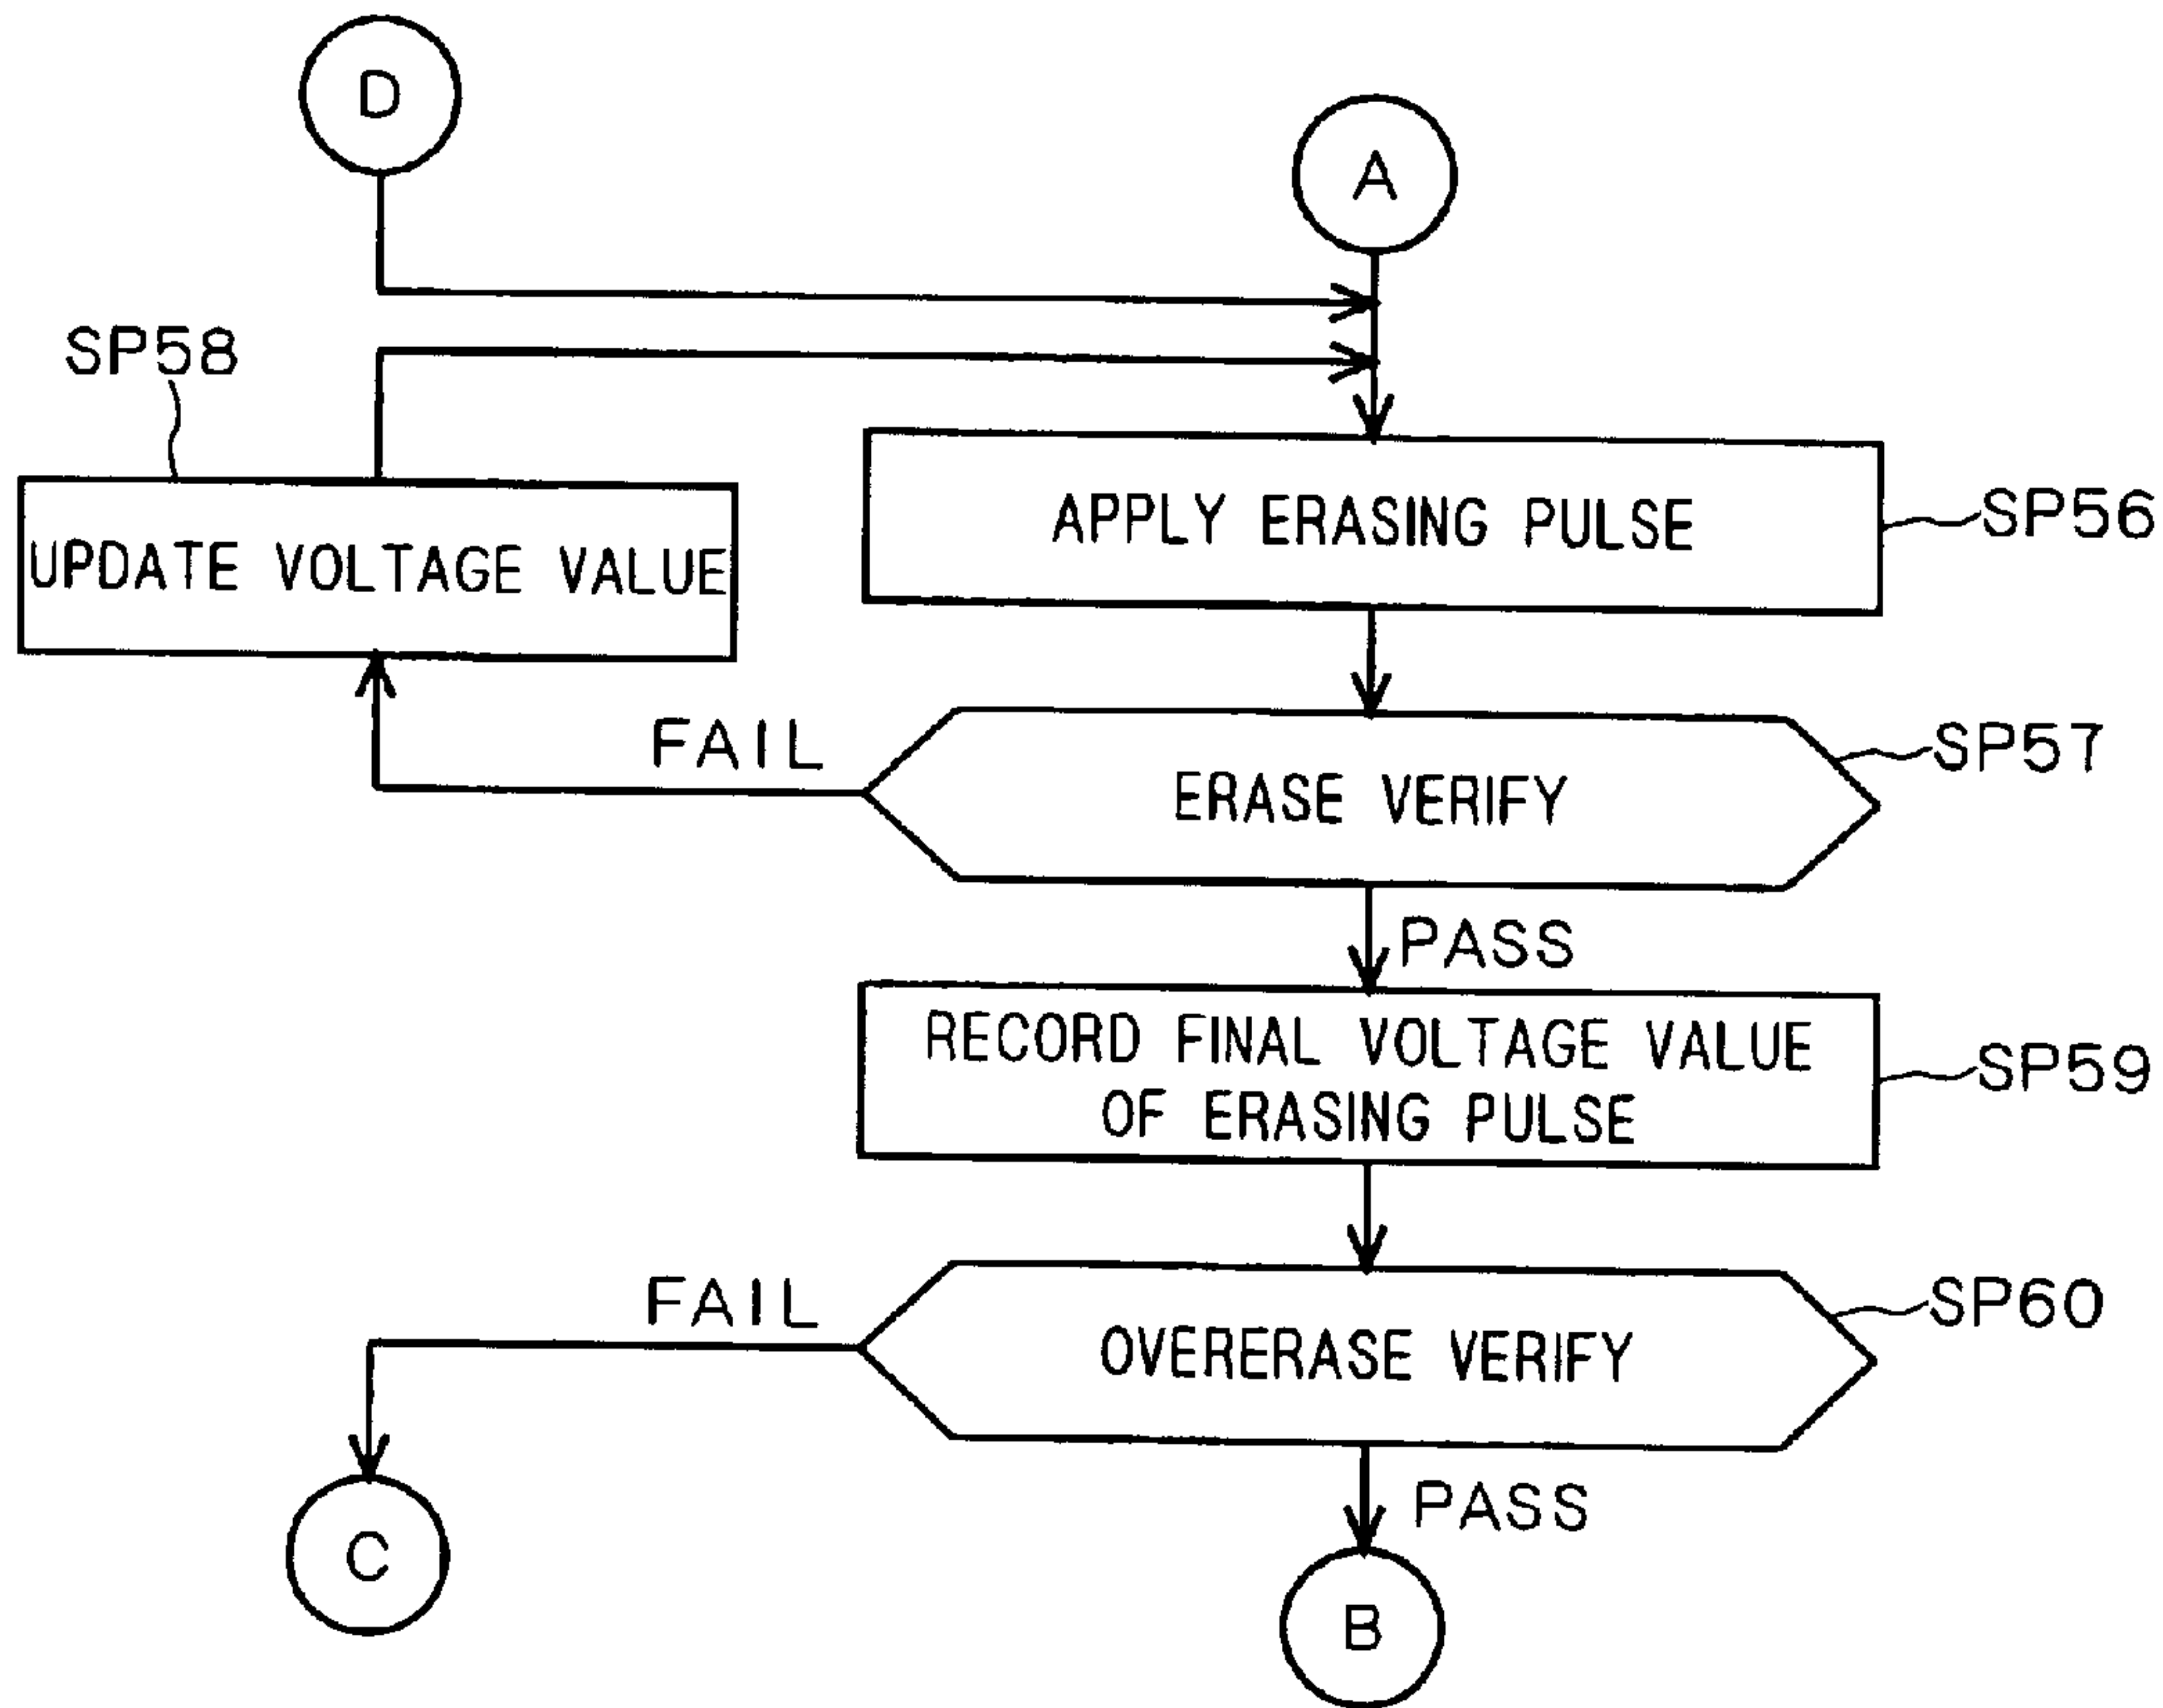 D
A
SP58
UPDATE VOLTAGE VALUE
APPLY ERASING PULSE
SP56
FAIL
ERASE VERIFY
SP57
PASS
RECORD FINAL VOLTAGE VALUE
OF ERASING PULSE
SP59
FAIL
OVERERASE VERIFY
SP60
PASS
C
B